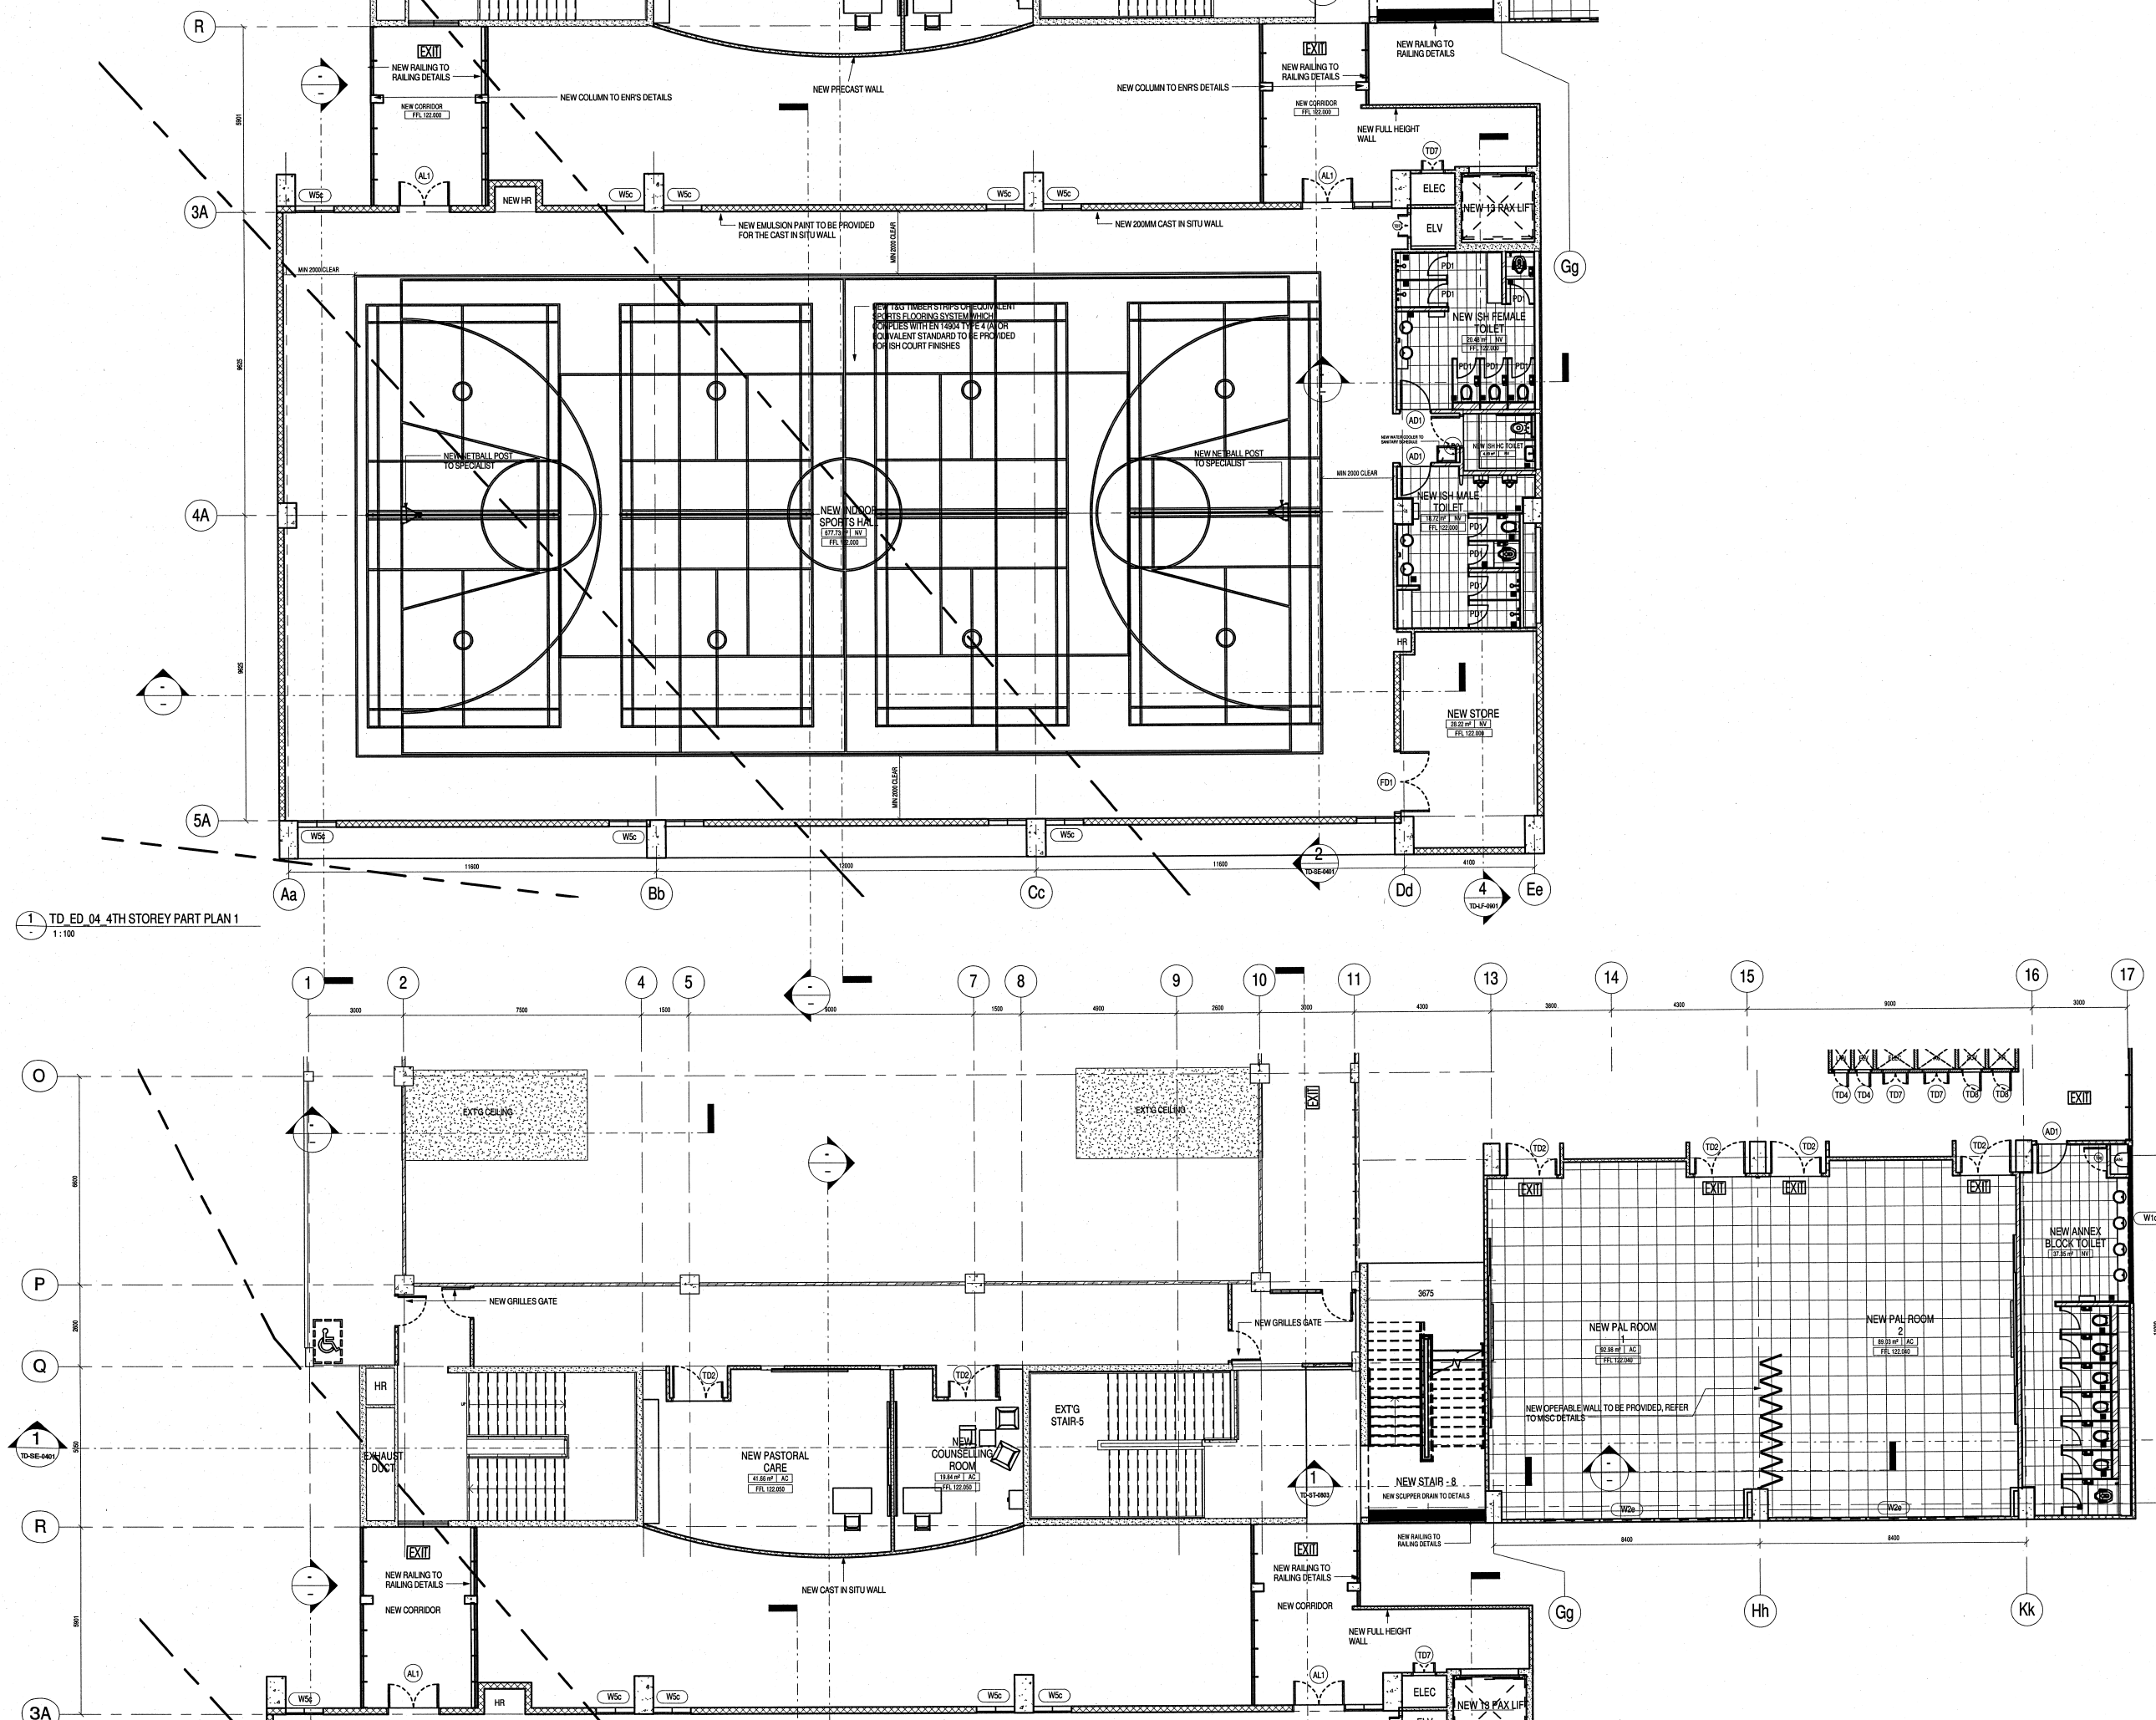 R
EXIT
NEW RAILING TO
RAILING DETAILS
NEW COLUMN TO ENR'S DETAILS
NEW CORRIDOR
FFL 122.000
NEW PRECAST WALL
EXIT
NEW RAILING TO
RAILING DETAILS
NEW COLUMN TO ENR'S DETAILS
NEW CORRIDOR
FFL 122.000
NEW RAILING TO
RAILING DETAILS
NEW FULL HEIGHT
WALL
5901
TD7
AL1
AL1
ELEC
W5c
W5c
W5c
W5c
W5c
NEW HR
3A
NEW 13 PAX LIFT
NEW EMULSION PAINT TO BE PROVIDED
FOR THE CAST IN SITU WALL
NEW 200MM CAST IN SITU WALL
ELV
MIN 2000 CLEAR
MIN 2000 CLEAR
Gg
PD1
PD1
PD1
NEW T&G TIMBER STRIPS OR EQUIVALENT
SPORTS FLOORING SYSTEM WHICH
COMPLIES WITH EN 14904 TYPE 4 (A) OR
EQUIVALENT STANDARD TO BE PROVIDED
FOR ISH COURT FINISHES
NEW ISH FEMALE
TOILET
NV
FFL 122.000
9625
PD1
PD1
PD1
AD1
NEW WATER COOLER TO
SANITARY SCHEDULE
NEW ISH HC TOILET
AD1
NEW NETBALL POST
TO SPECIALIST
NEW NETBALL POST
TO SPECIALIST
MIN 2000 CLEAR
NEW ISH MALE
TOILET
NV
FFL 122.000
4A
NEW INDOOR
SPORTS HALL
NV
PD1
PD1
PD1
PD1
HR
9625
NEW STORE
28.22 m² NV
FFL 122.000
FD1
MIN 2000 CLEAR
5A
W5c
W5c
W5c
11600
12000
11600
4100
2
TD-SE-0401
Aa
Bb
Cc
Dd
4
TD-LF-0901
Ee
1
TD_ED_04_4TH STOREY PART PLAN 1
1 : 100
1
2
4
5
7
8
9
10
11
13
14
15
16
17
3000
7500
1500
9000
1500
4900
2600
3000
4300
3800
4300
9000
3000
O
EXT'G CEILING
EXT'G CEILING
EXIT
TD4
TD4
TD7
TD7
TD8
TD8
EXIT
6600
TD2
TD2
TD2
TD2
AD1
EXIT
EXIT
EXIT
EXIT
NEW ANNEX
BLOCK TOILET
NV
P
NEW GRILLES GATE
NEW GRILLES GATE
3675
2600
NEW PAL ROOM
1
92.98 m² AC
FFL 122.040
NEW PAL ROOM
2
89.03 m² AC
FFL 122.040
Q
HR
TD2
TD2
EXT'G
STAIR-5
NEW OPERABLE WALL TO BE PROVIDED, REFER
TO MISC DETAILS
1
TD-SE-0401
5050
EXHAUST
DUCT
NEW PASTORAL
CARE
41.66 m² AC
FFL 122.050
NEW
COUNSELLING
ROOM
19.84 m² AC
FFL 122.050
1
TD-ST-0803
NEW STAIR - 8
NEW SCUPPER DRAIN TO DETAILS
W2e
W2e
R
EXIT
NEW RAILING TO
RAILING DETAILS
NEW CORRIDOR
NEW CAST IN SITU WALL
EXIT
NEW RAILING TO
RAILING DETAILS
NEW CORRIDOR
NEW RAILING TO
RAILING DETAILS
8400
8400
Gg
Hh
Kk
5901
NEW FULL HEIGHT
WALL
TD7
AL1
AL1
W5c
HR
W5c
W5c
W5c
W5c
ELEC
NEW 13 PAX LIFT
3A
ELV